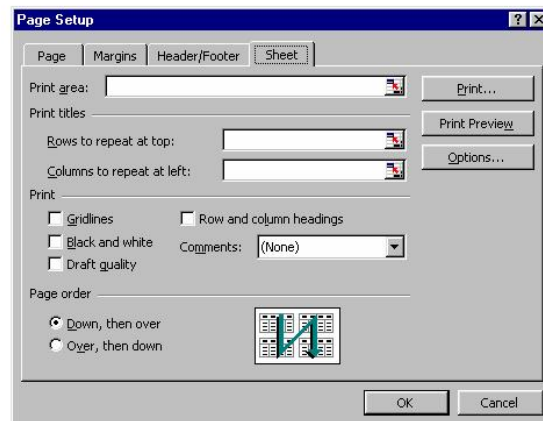 Page Setup
Page Margins Header/Footer Sheet
Print area:
Print...
Print titles
Print Preview
Rows to repeat at top:
Options...
Columns to repeat at left:
Print
Gridlines Row and column headings
Black and white Comments: (None)
Draft quality
Page order
Down, then over
Over, then down
OK Cancel